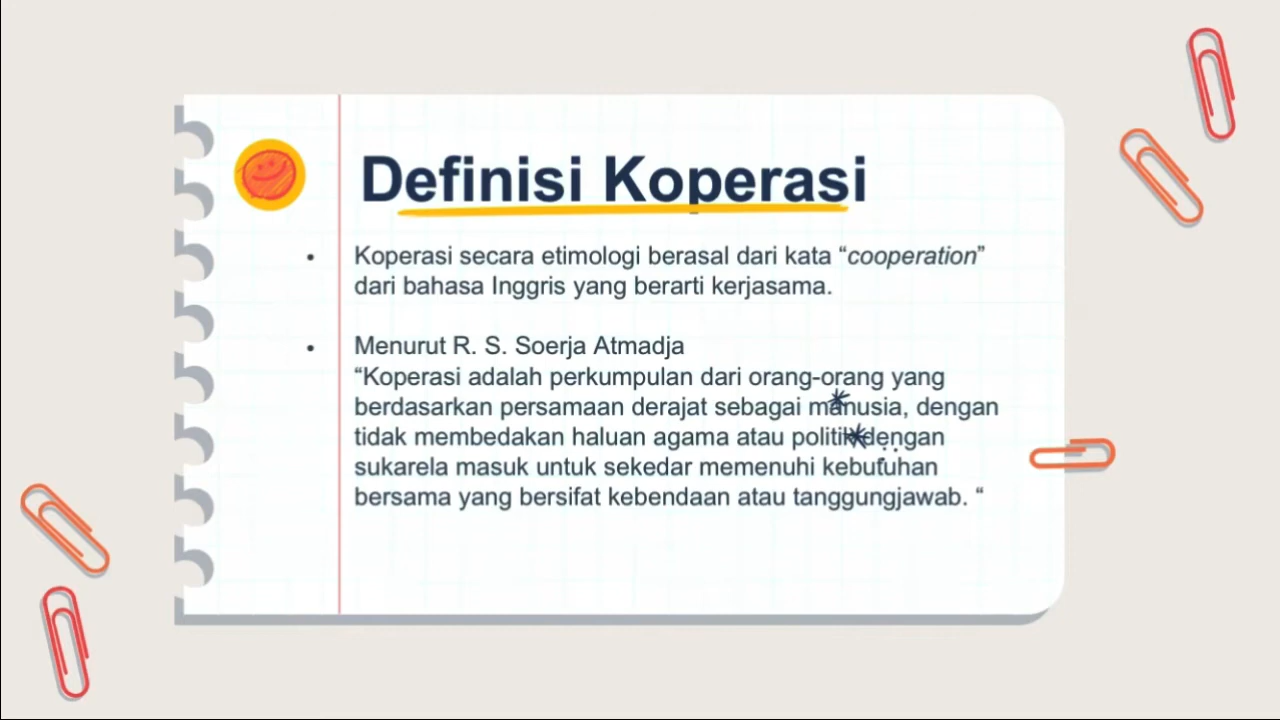 Definisi Koperasi
• Koperasi secara etimologi berasal dari kata “cooperation”
dari bahasa Inggris yang berarti kerjasama.
• Menurut R. S. Soerja Atmadja
“Koperasi adalah perkumpulan dari orang-orang yang
berdasarkan persamaan derajat sebagai manusia, dengan
tidak membedakan haluan agama atau politik dengan
sukarela masuk untuk sekedar memenuhi kebutuhan
bersama yang bersifat kebendaan atau tanggungjawab. “